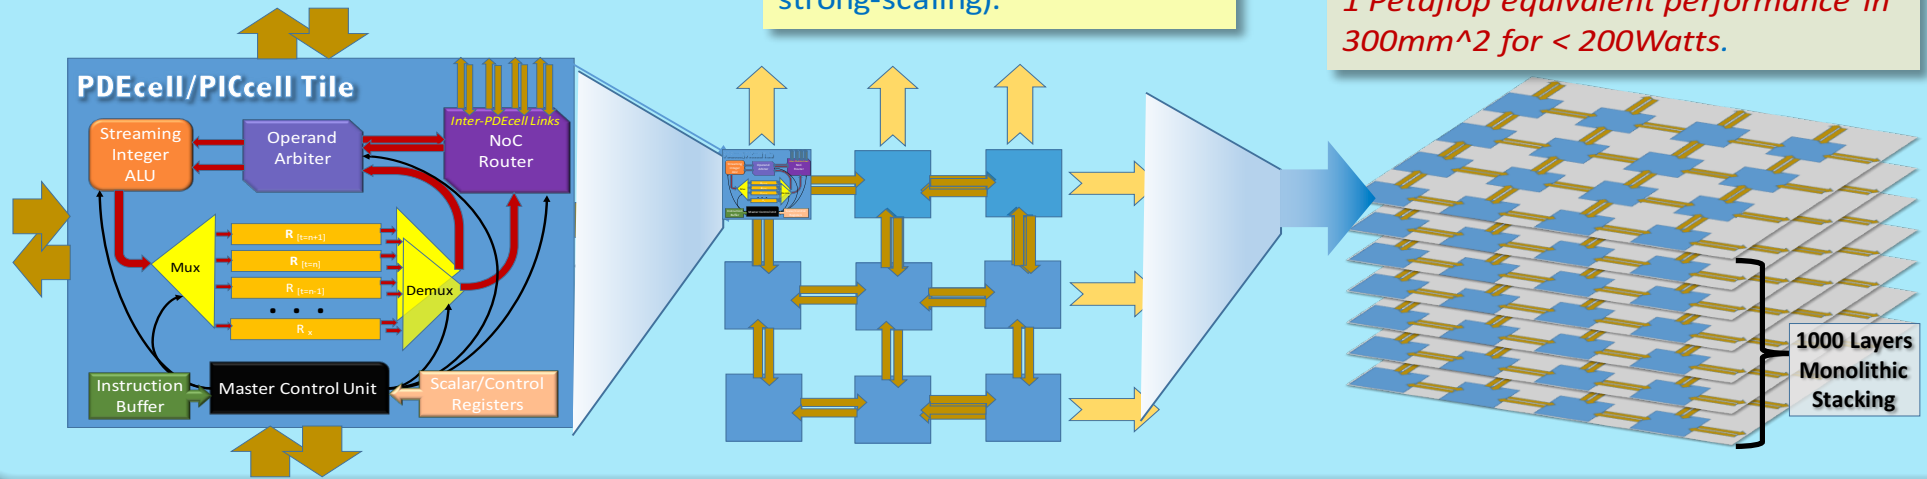 strong-scaling).
1 Petaflop equivalent performance in
300mm^2 for < 200Watts.
PDEcell/PICcell Tile
Streaming
Integer
ALU
Operand
Arbiter
Inter-PDEcell Links
NoC
Router
Mux
R [t=n+1]
R [t=n]
R [t=n-1]
. . .
R x
Demux
Instruction
Buffer
Master Control Unit
Scalar/Control
Registers
1000 Layers
Monolithic
Stacking